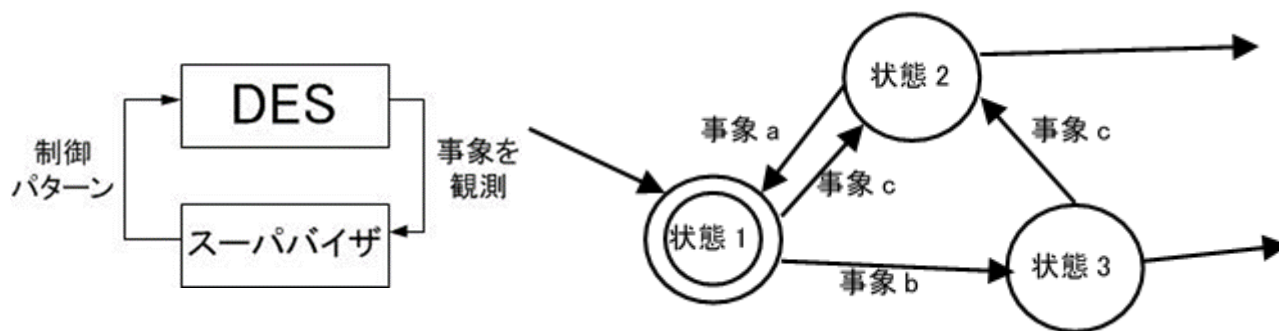 DES
制御
パターン
事象を
観測
スーパバイザ
状態 2
事象 a
事象 c
事象 c
状態 1
状態 3
事象 b